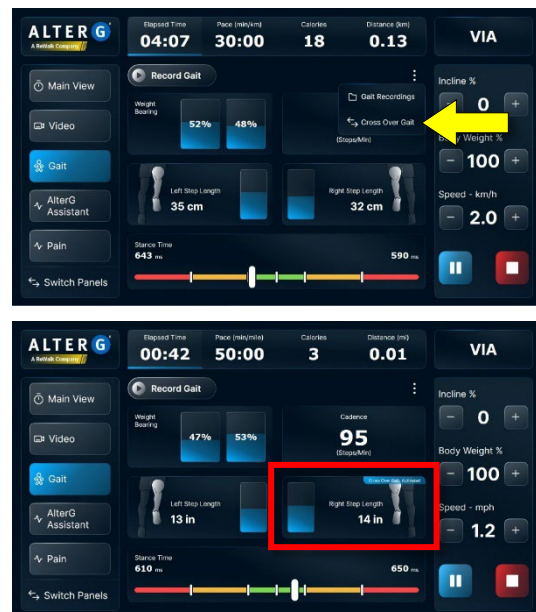 ALTER G
A ReWalk Company
Elapsed Time
04:07
Pace (min/km)
30:00
Calories
18
Distance (km)
0.13
VIA
Main View
Video
Gait
AlterG
Assistant
Pain
Switch Panels
Record Gait
Gait Recordings
Cross Over Gait
Weight
Bearing
52% 48%
(Steps/Min)
Left Step Length
35 cm
Right Step Length
32 cm
Stance Time
643 ms
590 ms
Incline %
0 +
Weight %
- 100 +
Speed - km/h
- 2.0 +
ALTER G
A ReWalk Company
Elapsed Time
00:42
Pace (min/mile)
50:00
Calories
3
Distance (mi)
0.01
VIA
Main View
Video
Gait
AlterG
Assistant
Pain
Switch Panels
Record Gait
Weight
Bearing
47% 53%
Cadence
95
(Steps/Min)
Left Step Length
13 in
Cross Over Gait Activated
Right Step Length
14 in
Stance Time
610 ms
650 ms
Incline %
- 0 +
Body Weight %
- 100 +
Speed - mph
- 1.2 +